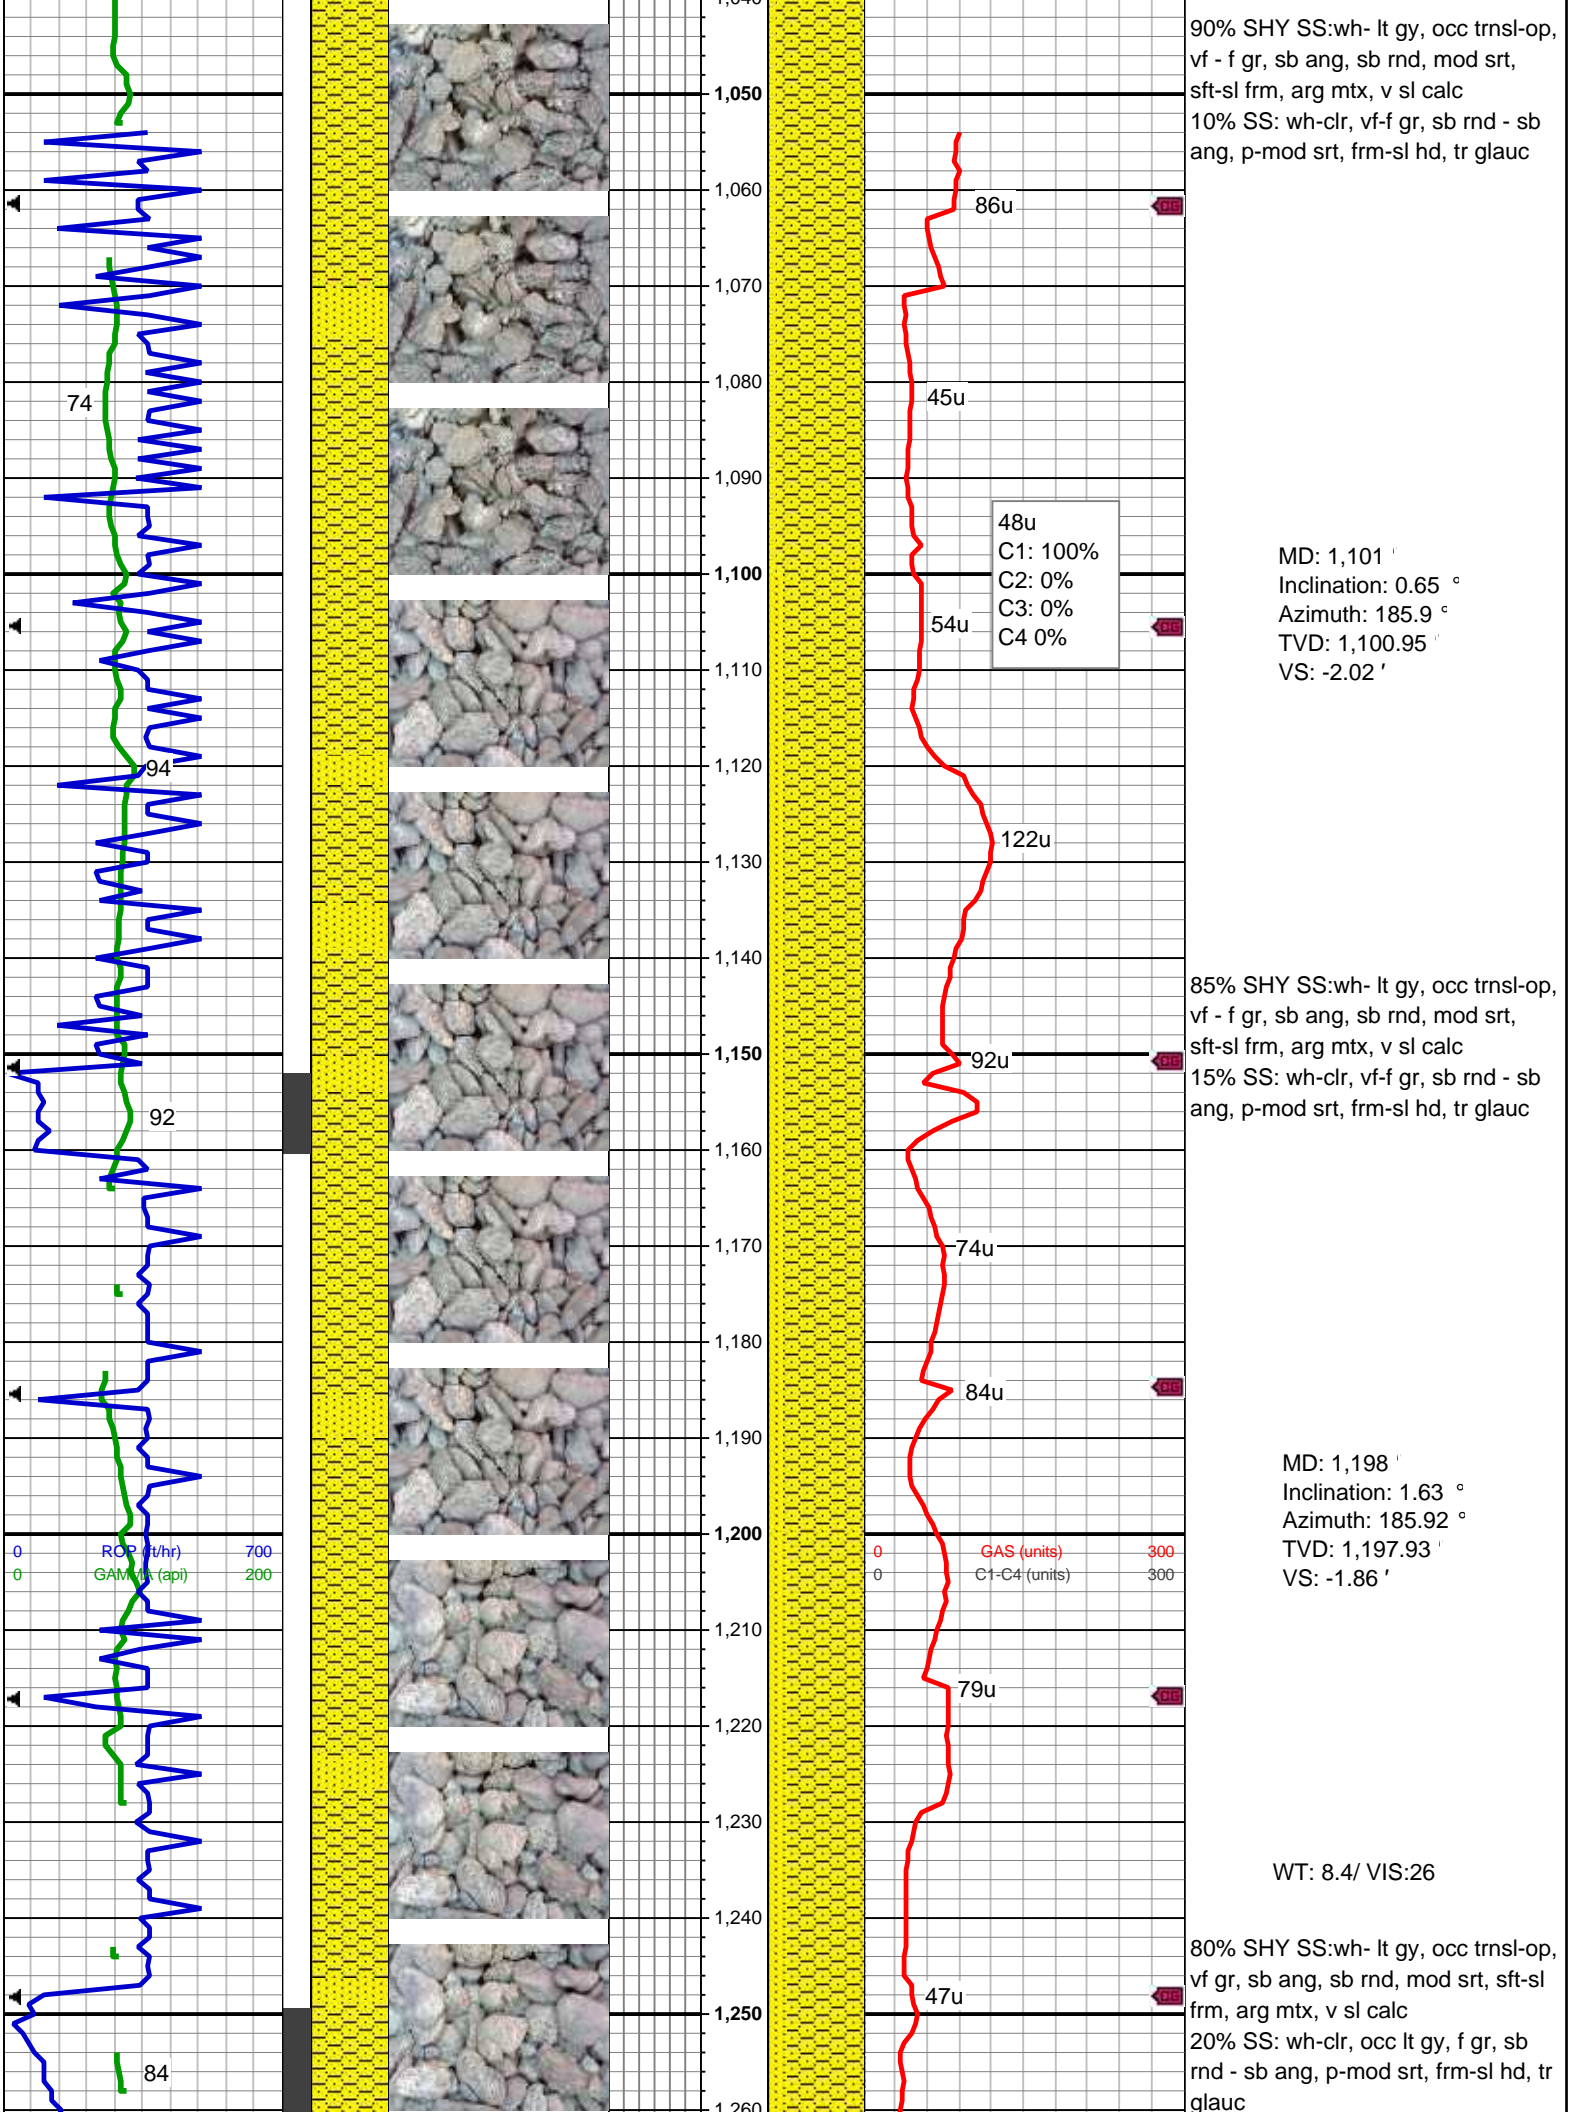 90% SHY SS:wh- lt gy, occ trnsl-op,
vf - f gr, sb ang, sb rnd, mod srt,
sft-sl frm, arg mtx, v sl calc
10% SS: wh-clr, vf-f gr, sb rnd - sb
ang, p-mod srt, frm-sl hd, tr glauc
1,040
1,050
1,060
86u
CG
1,070
74
1,080
45u
1,090
48u
C1: 100%
C2: 0%
C3: 0%
C4 0%
MD: 1,101 '
Inclination: 0.65 °
Azimuth: 185.9 °
TVD: 1,100.95 '
VS: -2.02 '
1,100
54u
CG
1,110
94
1,120
122u
1,130
1,140
85% SHY SS:wh- lt gy, occ trnsl-op,
vf - f gr, sb ang, sb rnd, mod srt,
sft-sl frm, arg mtx, v sl calc
15% SS: wh-clr, vf-f gr, sb rnd - sb
ang, p-mod srt, frm-sl hd, tr glauc
1,150
92u
CG
92
1,160
1,170
74u
1,180
84u
CG
1,190
MD: 1,198 '
Inclination: 1.63 °
Azimuth: 185.92 °
TVD: 1,197.93 '
VS: -1.86 '
1,200
0 ROP (ft/hr) 700
0 GAMMA (api) 200
0 GAS (units) 300
0 C1-C4 (units) 300
1,210
79u
CG
1,220
1,230
WT: 8.4/ VIS:26
1,240
80% SHY SS:wh- lt gy, occ trnsl-op,
vf gr, sb ang, sb rnd, mod srt, sft-sl
frm, arg mtx, v sl calc
20% SS: wh-clr, occ lt gy, f gr, sb
rnd - sb ang, p-mod srt, frm-sl hd, tr
glauc
47u
CG
1,250
84
1,260